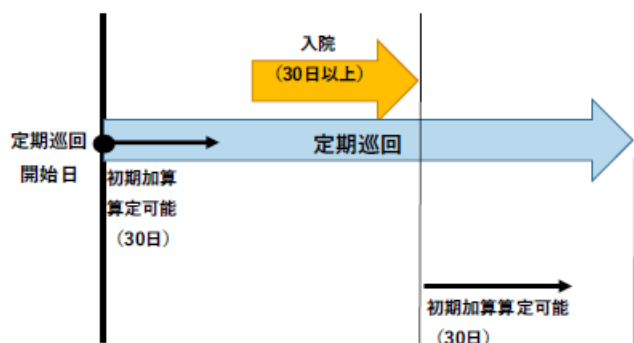 入院
（30日以上）
定期巡回
開始日
定期巡回
初期加算
算定可能
（30日）
初期加算算定可能
（30日）